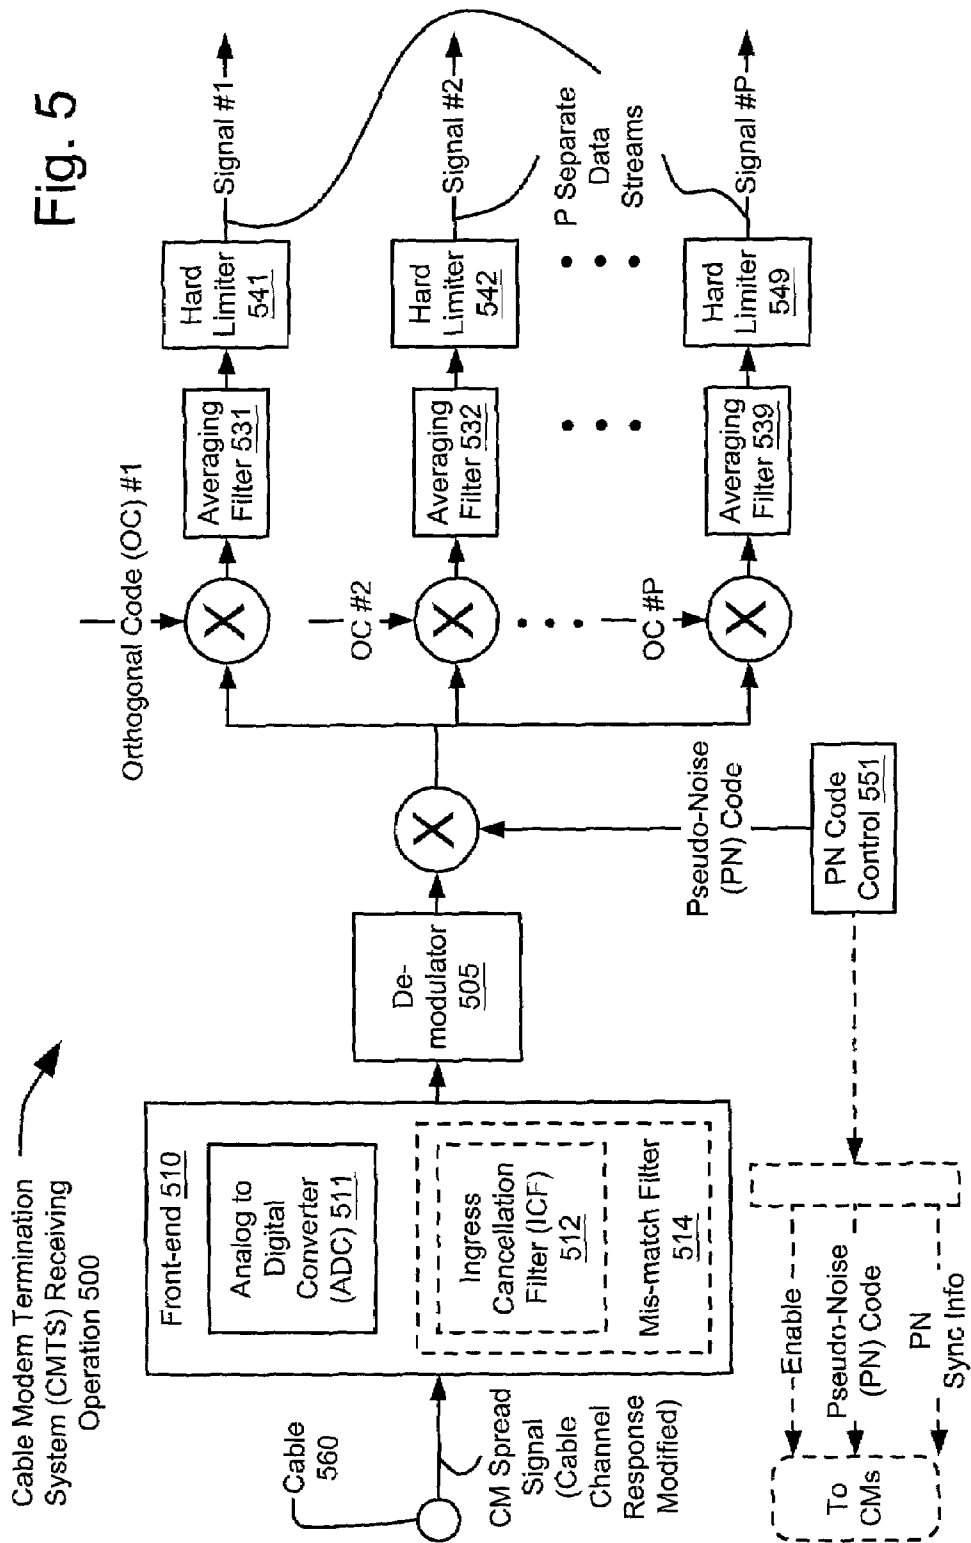 Fig. 5
Cable Modem Termination
System (CMTS) Receiving
Operation 500
Cable
560
CM Spread
Signal
(Cable
Channel
Response
Modified)
Front-end 510
Analog to
Digital
Converter
(ADC) 511
Ingress
Cancellation
Filter (ICF)
512
Mis-match Filter
514
De-
modulator
505
X
Pseudo-Noise
(PN) Code
PN Code
Control 551
Enable
Pseudo-Noise
(PN) Code
PN
Sync Info
To
CMs
Orthogonal Code (OC) #1
X
Averaging
Filter 531
Hard
Limiter
541
Signal #1
OC #2
X
Averaging
Filter 532
Hard
Limiter
542
Signal #2
P Separate
Data
Streams
OC #P
X
Averaging
Filter 539
Hard
Limiter
549
Signal #P